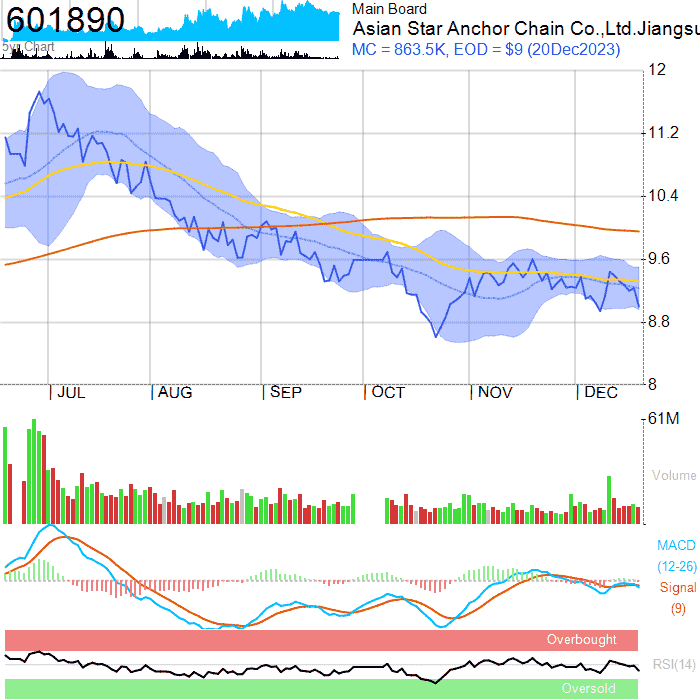 601890
5yr Chart
Main Board
Asian Star Anchor Chain Co.,Ltd.Jiangsu
MC = 863.5K, EOD = $9 (20Dec2023)
12
11.2
10.4
9.6
8.8
8
JUL
AUG
SEP
OCT
NOV
DEC
61M
Volume
MACD
(12-26)
Signal
(9)
Overbought
RSI(14)
Oversold